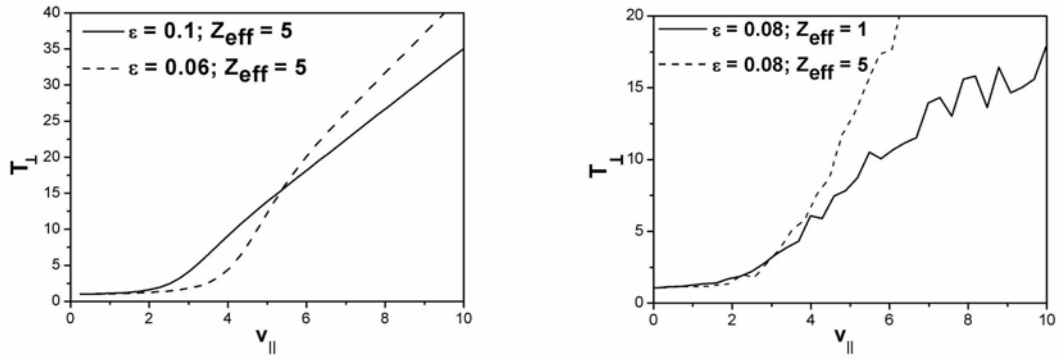 40
35
30
25
20
15
10
5
0
T⊥
ε = 0.1; Zeff = 5
ε = 0.06; Zeff = 5
0 2 4 6 8 10
v||
20
15
10
5
0
T⊥
ε = 0.08; Zeff = 1
ε = 0.08; Zeff = 5
0 2 4 6 8 10
v||